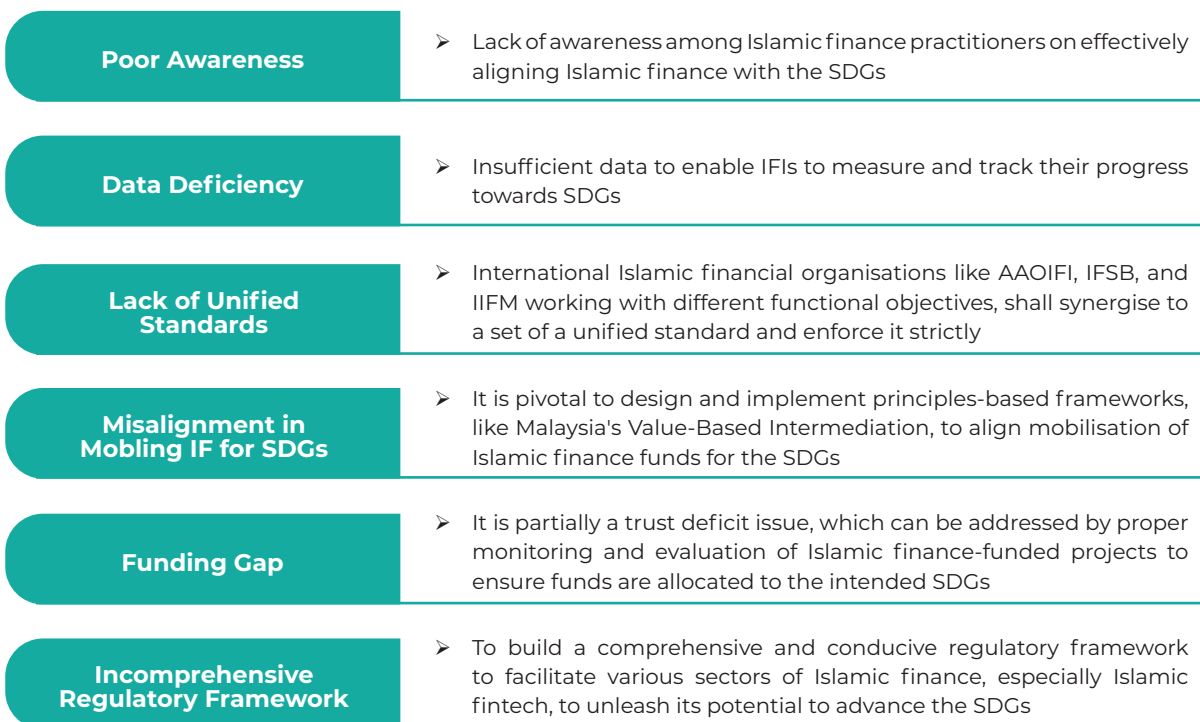 Poor Awareness
➢ Lack of awareness among Islamic finance practitioners on effectively
aligning Islamic finance with the SDGs
Data Deficiency
➢ Insufficient data to enable IFIs to measure and track their progress
towards SDGs
Lack of Unified
Standards
➢ International Islamic financial organisations like AAOIFI, IFSB, and
IIFM working with different functional objectives, shall synergise to
a set of a unified standard and enforce it strictly
Misalignment in
Mobling IF for SDGs
➢ It is pivotal to design and implement principles-based frameworks,
like Malaysia's Value-Based Intermediation, to align mobilisation of
Islamic finance funds for the SDGs
Funding Gap
➢ It is partially a trust deficit issue, which can be addressed by proper
monitoring and evaluation of Islamic finance-funded projects to
ensure funds are allocated to the intended SDGs
Incomprehensive
Regulatory Framework
➢ To build a comprehensive and conducive regulatory framework
to facilitate various sectors of Islamic finance, especially Islamic
fintech, to unleash its potential to advance the SDGs